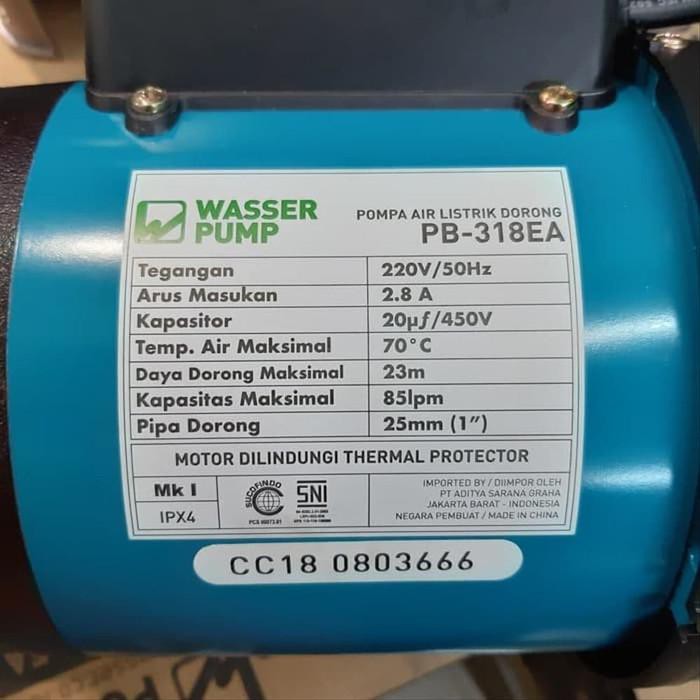 WASSER
PUMP
POMPA AIR LISTRIK DORONG
PB-318EA
Tegangan 220V/50Hz
Arus Masukan 2.8 A
Kapasitor 20µf/450V
Temp. Air Maksimal 70°C
Daya Dorong Maksimal 23m
Kapasitas Maksimal 85lpm
Pipa Dorong 25mm (1")
MOTOR DILINDUNGI THERMAL PROTECTOR
Mk I
IPX4
SUCOFINDO
SNI
IMPORTED BY / DIIMPOR OLEH
PT ADITYA SARANA GRAHA
JAKARTA BARAT - INDONESIA
NEGARA PEMBUAT / MADE IN CHINA
CC18 0803666